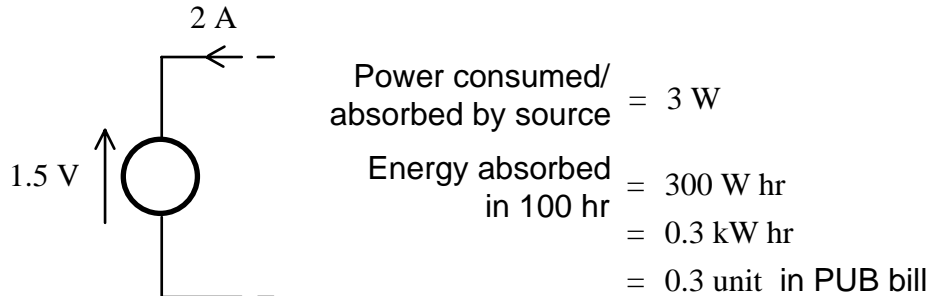 2 A
1.5 V
Power consumed/
absorbed by source = 3 W
Energy absorbed
in 100 hr = 300 W hr
= 0.3 kW hr
= 0.3 unit in PUB bill